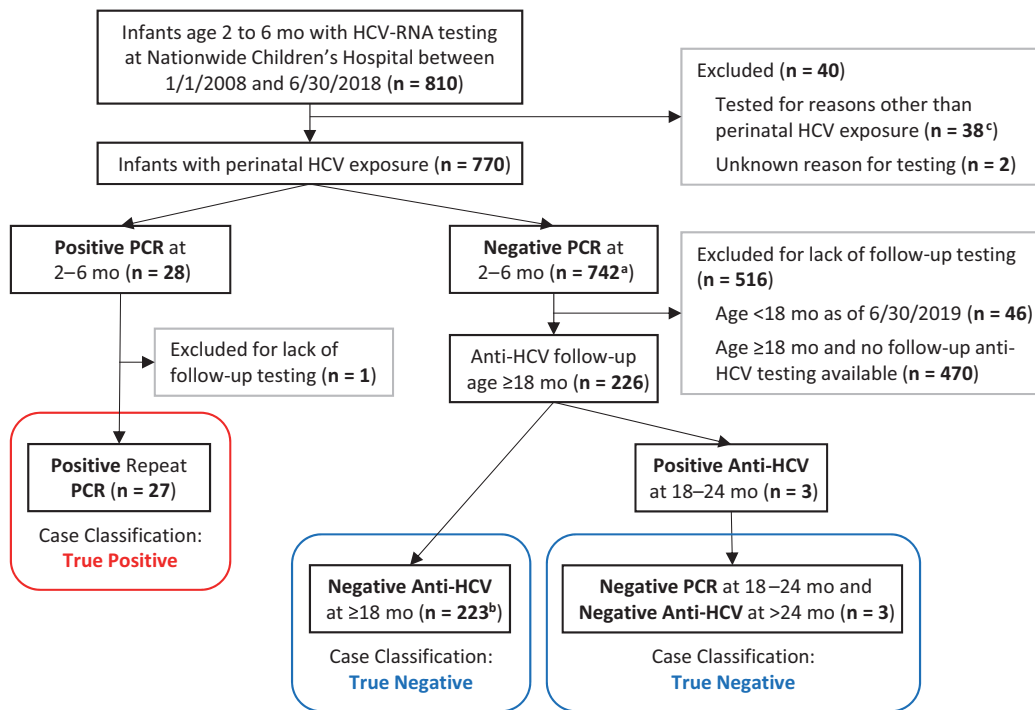 Infants age 2 to 6 mo with HCV-RNA testing
at Nationwide Children’s Hospital between
1/1/2008 and 6/30/2018 (n = 810)
Excluded (n = 40)
Tested for reasons other than
perinatal HCV exposure (n = 38ᶜ)
Unknown reason for testing (n = 2)
Infants with perinatal HCV exposure (n = 770)
Positive PCR at
2–6 mo (n = 28)
Negative PCR at
2–6 mo (n = 742ᵃ)
Excluded for lack of follow-up testing
(n = 516)
Age <18 mo as of 6/30/2019 (n = 46)
Age ≥18 mo and no follow-up anti-
HCV testing available (n = 470)
Excluded for lack of
follow-up testing (n = 1)
Anti-HCV follow-up
age ≥18 mo (n = 226)
Positive Repeat
PCR (n = 27)
Case Classification:
True Positive
Positive Anti-HCV
at 18–24 mo (n = 3)
Negative Anti-HCV
at ≥18 mo (n = 223ᵇ)
Case Classification:
True Negative
Negative PCR at 18–24 mo and
Negative Anti-HCV at >24 mo (n = 3)
Case Classification:
True Negative